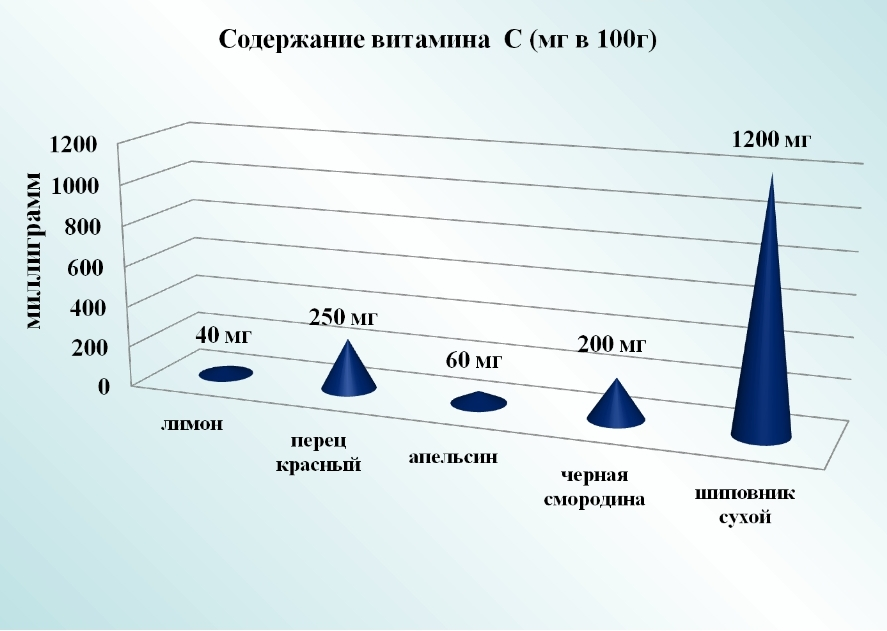 Содержание витамина С (мг в 100г)
миллиграмм
1200
1000
800
600
400
200
0
40 мг
250 мг
60 мг
200 мг
1200 мг
лимон
перец
красный
апельсин
черная
смородина
шиповник
сухой